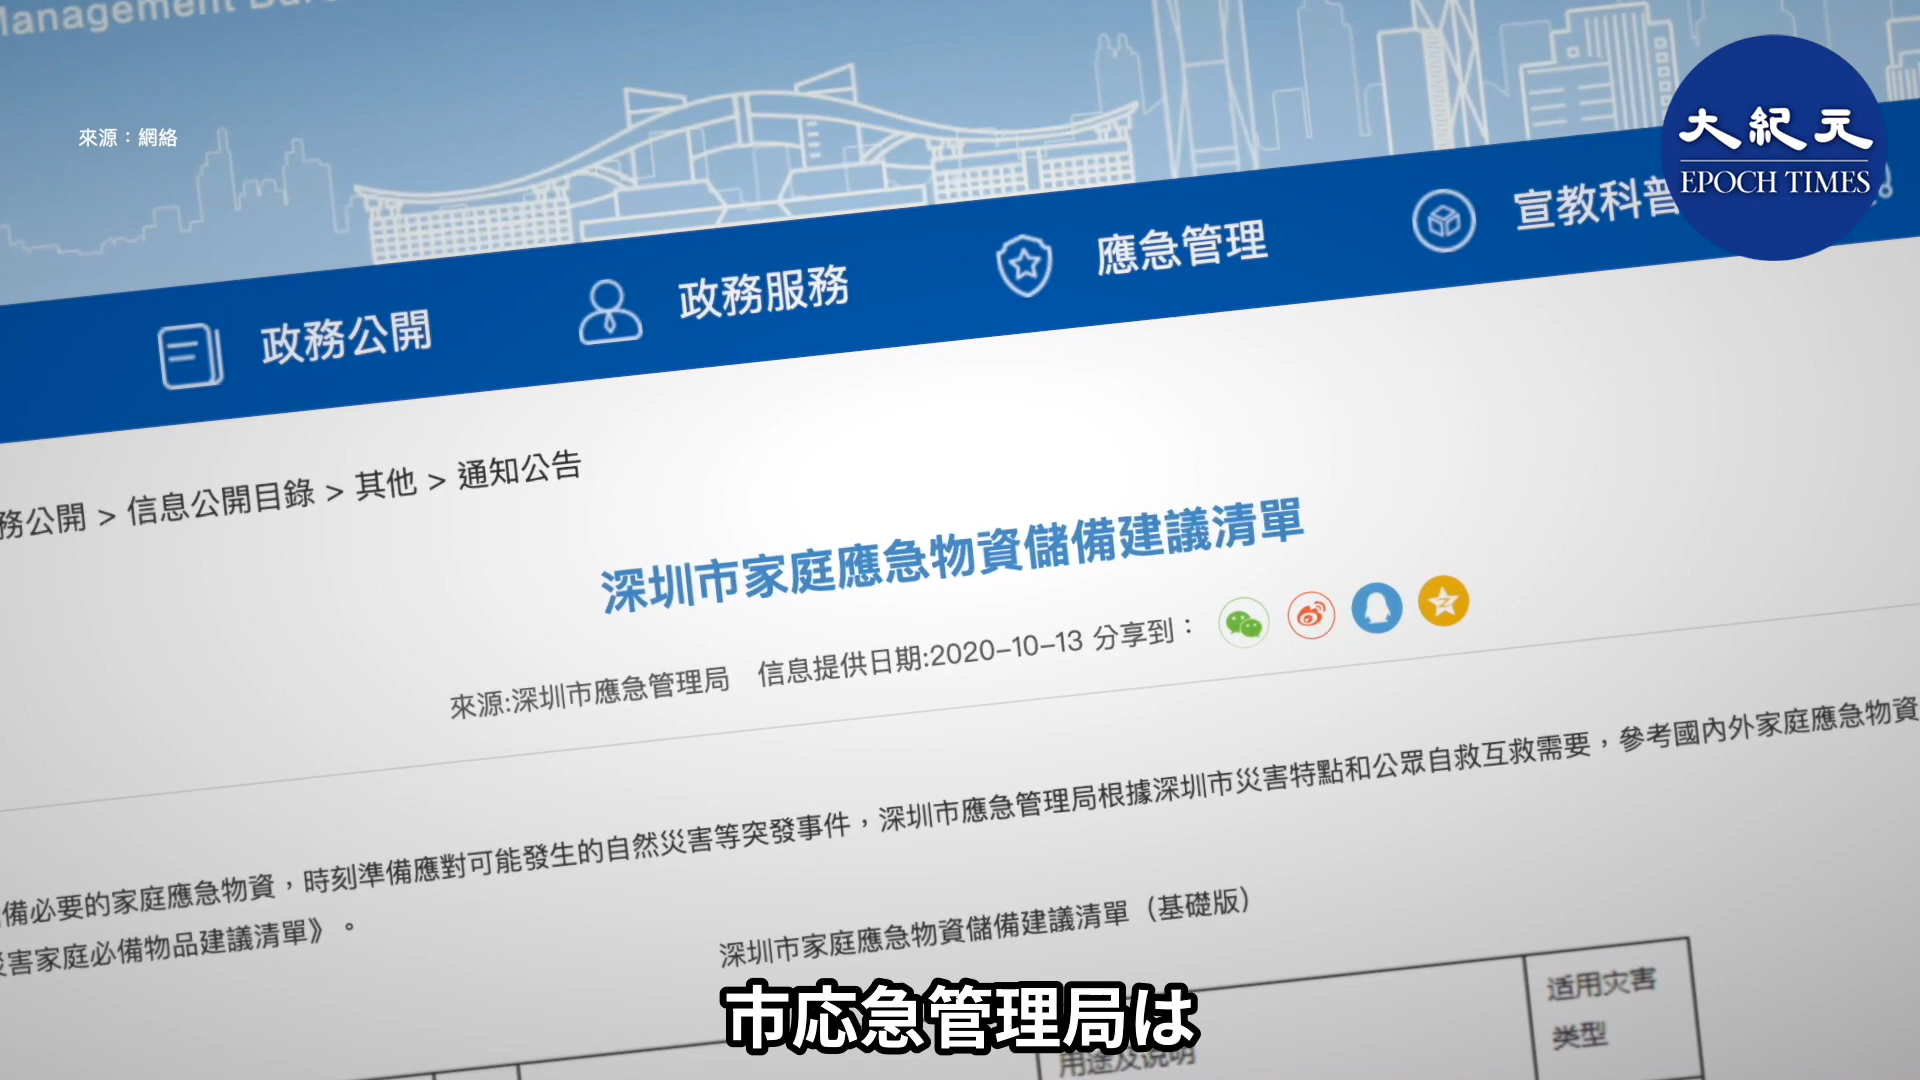 Management
來源：網絡
大紀元
EPOCH TIMES
政務公開
政務服務
應急管理
宣教科普
務公開 > 信息公開目錄 > 其他 > 通知公告
深圳市家庭應急物資儲備建議清單
來源:深圳市應急管理局 信息提供日期:2020-10-13 分享到：
備必要的家庭應急物資，時刻準備應對可能發生的自然災害等突發事件，深圳市應急管理局根據深圳市災害特點和公眾自救互救需要，參考國內外家庭應急物資
災害家庭必備物品建議清單》。
深圳市家庭應急物資儲備建議清單（基礎版）
适用灾害
类型
用途及说明
市応急管理局は